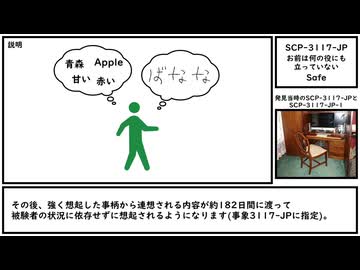 説明
青森 Apple
甘い 赤い
ばなな
SCP-3117-JP
お前は何の役にも
立っていない
Safe
発見当時のSCP-3117-JPと
SCP-3117-JP-1
その後、強く想起した事柄から連想される内容が約182日間に渡って
被験者の状況に依存せずに想起されるようになります(事象3117-JPに指定)。